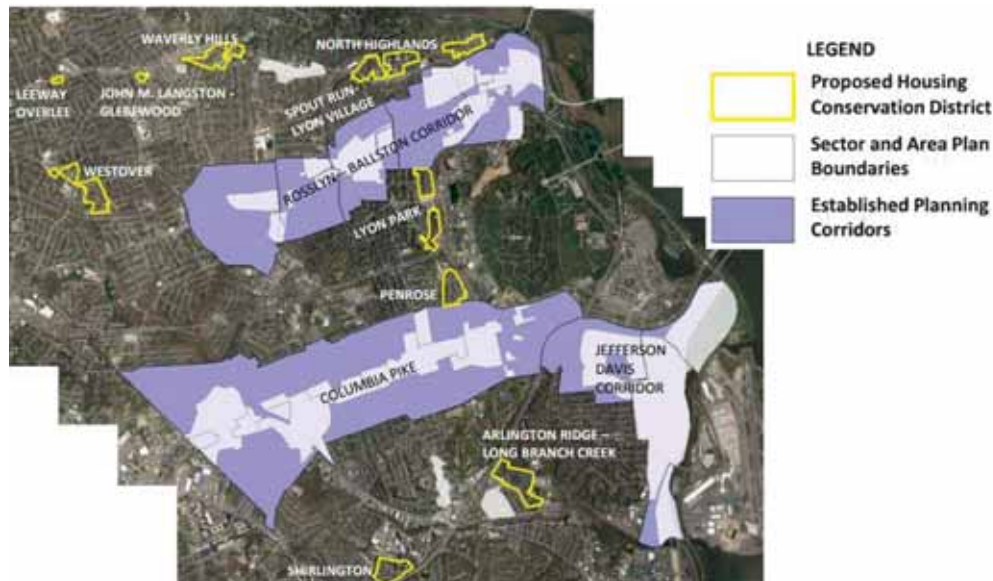 WAVERLY HILLS
NORTH HIGHLANDS
LEEWAY
OVERLEE
JOHN M. LANGSTON -
GLEBEWOOD
SPOUT RUN-
LYON VILLAGE
ROSSLYN – BALLSTON CORRIDOR
WESTOVER
LYON PARK
PENROSE
COLUMBIA PIKE
JEFFERSON
DAVIS
CORRIDOR
ARLINGTON RIDGE –
LONG BRANCH CREEK
SHIRLINGTON
LEGEND
Proposed Housing
Conservation District
Sector and Area Plan
Boundaries
Established Planning
Corridors